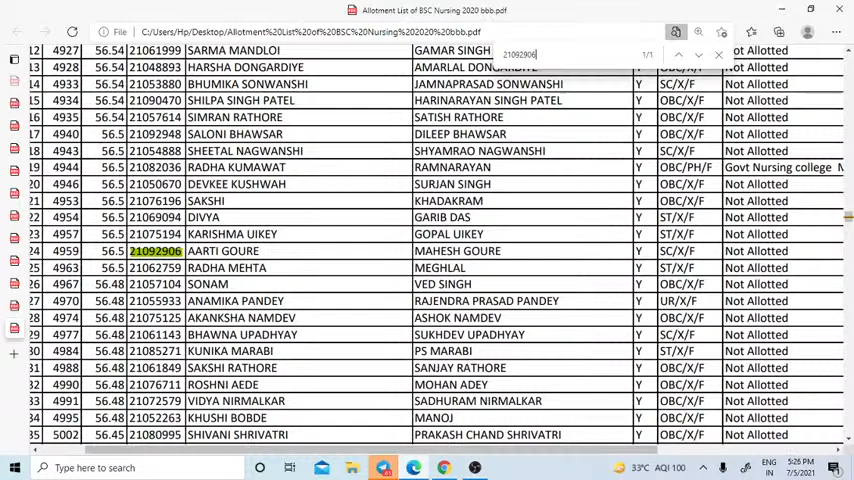 Allotment List of BSC Nursing 2020 bbb.pdf
File C:/Users/Hp/Desktop/Allotment%20List%20of%20BSC%20Nursing%202020%20bbb.pdf
21092906 1/1
12 4927 56.54 21061999 SARMA MANDLOI GAMAR SINGH Not Allotted
13 4928 56.54 21048893 HARSHA DONGARDIYE AMARLAL DONGARDIYE Y Not Allotted
14 4933 56.54 21053880 BHUMIKA SONWANSHI JAMNAPRASAD SONWANSHI Y SC/X/F Not Allotted
15 4934 56.54 21090470 SHILPA SINGH PATEL HARINARAYAN SINGH PATEL Y OBC/X/F Not Allotted
16 4935 56.54 21057614 SIMRAN RATHORE SATISH RATHORE Y OBC/X/F Not Allotted
17 4940 56.5 21092948 SALONI BHAWSAR DILEEP BHAWSAR Y OBC/X/F Not Allotted
18 4943 56.5 21054888 SHEETAL NAGWANSHI SHYAMRAO NAGWANSHI Y SC/X/F Not Allotted
19 4944 56.5 21082036 RADHA KUMAWAT RAMNARAYAN Y OBC/PH/F Govt Nursing college M
20 4946 56.5 21050670 DEVKEE KUSHWAH SURJAN SINGH Y OBC/X/F Not Allotted
21 4953 56.5 21076196 SAKSHI KHADAKRAM Y OBC/X/F Not Allotted
22 4954 56.5 21069094 DIVYA GARIB DAS Y ST/X/F Not Allotted
23 4957 56.5 21075194 KARISHMA UIKEY GOPAL UIKEY Y ST/X/F Not Allotted
24 4959 56.5 21092906 AARTI GOURE MAHESH GOURE Y SC/X/F Not Allotted
25 4963 56.5 21062759 RADHA MEHTA MEGHLAL Y ST/X/F Not Allotted
26 4967 56.48 21057104 SONAM VED SINGH Y OBC/X/F Not Allotted
27 4970 56.48 21055933 ANAMIKA PANDEY RAJENDRA PRASAD PANDEY Y UR/X/F Not Allotted
28 4974 56.48 21075125 AKANKSHA NAMDEV ASHOK NAMDEV Y OBC/X/F Not Allotted
29 4977 56.48 21061143 BHAWNA UPADHYAY SUKHDEV UPADHYAY Y SC/X/F Not Allotted
30 4984 56.48 21085271 KUNIKA MARABI PS MARABI Y ST/X/F Not Allotted
31 4988 56.48 21061849 SAKSHI RATHORE SANJAY RATHORE Y OBC/X/F Not Allotted
32 4990 56.48 21076711 ROSHNI AEDE MOHAN ADEY Y OBC/X/F Not Allotted
33 4991 56.48 21072579 VIDYA NIRMALKAR SADHURAM NIRMALKAR Y OBC/X/F Not Allotted
34 4995 56.48 21052263 KHUSHI BOBDE MANOJ Y OBC/X/F Not Allotted
35 5002 56.45 21080995 SHIVANI SHRIVATRI PRAKASH CHAND SHRIVATRI Y OBC/X/F Not Allotted
Type here to search 33°C AQI 100 ENG IN 5:26 PM 7/5/2021